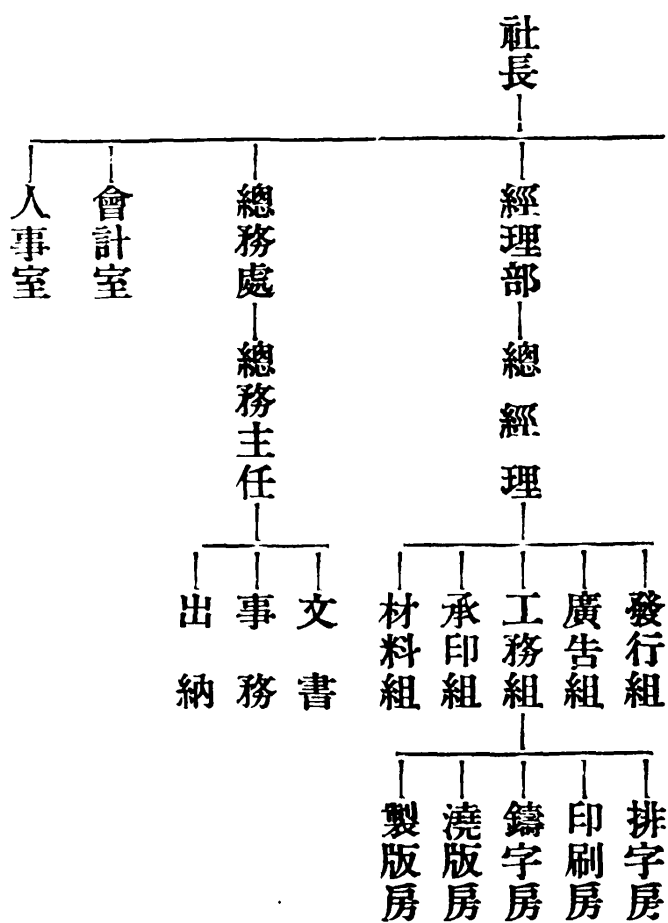 社長
經理部
總經理
發行組
廣告組
工務組
承印組
材料組
排字房
印刷房
鑄字房
澆版房
製版房
總務處
總務主任
文書
事務
出納
會計室
人事室